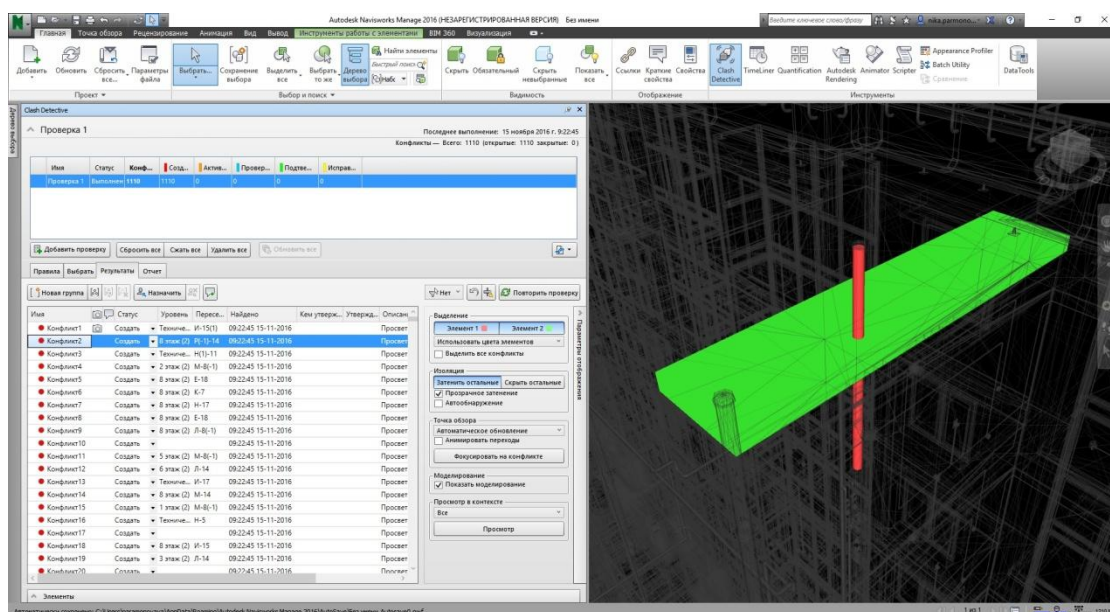 Autodesk Navisworks Manage 2016 (НЕЗАРЕГИСТРИРОВАННАЯ ВЕРСИЯ) Без имени
Введите ключевое слово/фразу
nika.parmono...
Главная Точка обзора Рецензирование Анимация Вид Вывод Инструменты работы с элементами BIM 360 Визуализация
Добавить Обновить Сбросить все... Параметры файла
Выбрать... Сохранение выбора Выделить все Выбрать то же Дерево выбора
Найти элементы
Быстрый поиск
Наборы
Скрыть Обязательный Скрыть невыбранные Показать все
Ссылки Краткие свойства Свойства
Clash Detective TimeLiner Quantification Autodesk Rendering Animator Scripter
Appearance Profiler
Batch Utility
Сравнение
DataTools
Проект Выбор и поиск Видимость Отображение Инструменты
Дерево выбора
Clash Detective
Проверка 1
Последнее выполнение: 15 ноября 2016 г. 9:22:45
Конфликты — Всего: 1110 (открытые: 1110 закрытые: 0)
Имя Статус Конф... Созд... Актив... Провер... Подтве... Исправ...
Проверка 1 Выполнен 1110 1110 0 0 0 0
Добавить проверку Сбросить все Сжать все Удалить все Обновить все
Правила Выбрать Результаты Отчет
Новая группа Назначить Нет Повторить проверку
Имя Статус Уровень Пересе... Найдено Кем утверж... Утвержд... Описан
Конфликт1 Создать Техниче... И-15(1) 09:22:45 15-11-2016 Просвет
Конфликт2 Создать 8 этаж (2) Р(-1)-14 09:22:45 15-11-2016 Просвет
Конфликт3 Создать Техниче... Н(1)-11 09:22:45 15-11-2016 Просвет
Конфликт4 Создать 2 этаж (2) М-8(-1) 09:22:45 15-11-2016 Просвет
Конфликт5 Создать 8 этаж (2) Е-18 09:22:45 15-11-2016 Просвет
Конфликт6 Создать 8 этаж (2) К-7 09:22:45 15-11-2016 Просвет
Конфликт7 Создать 8 этаж (2) Н-17 09:22:45 15-11-2016 Просвет
Конфликт8 Создать 8 этаж (2) Е-18 09:22:45 15-11-2016 Просвет
Конфликт9 Создать 8 этаж (2) Л-8(-1) 09:22:45 15-11-2016 Просвет
Конфликт10 Создать 09:22:45 15-11-2016 Просвет
Конфликт11 Создать 5 этаж (2) М-8(-1) 09:22:45 15-11-2016 Просвет
Конфликт12 Создать 6 этаж (2) Л-14 09:22:45 15-11-2016 Просвет
Конфликт13 Создать Техниче... И-17 09:22:45 15-11-2016 Просвет
Конфликт14 Создать 8 этаж (2) М-14 09:22:45 15-11-2016 Просвет
Конфликт15 Создать 1 этаж (2) М-8(-1) 09:22:45 15-11-2016 Просвет
Конфликт16 Создать Техниче... Н-5 09:22:45 15-11-2016 Просвет
Конфликт17 Создать 09:22:45 15-11-2016 Просвет
Конфликт18 Создать 8 этаж (2) И-15 09:22:45 15-11-2016 Просвет
Конфликт19 Создать 3 этаж (2) Л-14 09:22:45 15-11-2016 Просвет
Конфликт20 Создать 09:22:45 15-11-2016 Просвет
Выделение
Элемент 1 Элемент 2
Использовать цвета элементов
Выделить все конфликты
Изоляция
Затенить остальные Скрыть остальные
Прозрачное затенение
Автообнаружение
Точка обзора
Автоматическое обновление
Анимировать переходы
Фокусировать на конфликте
Моделирование
Показать моделирование
Просмотр в контексте
Все
Просмотр
Параметры отображения
Элементы